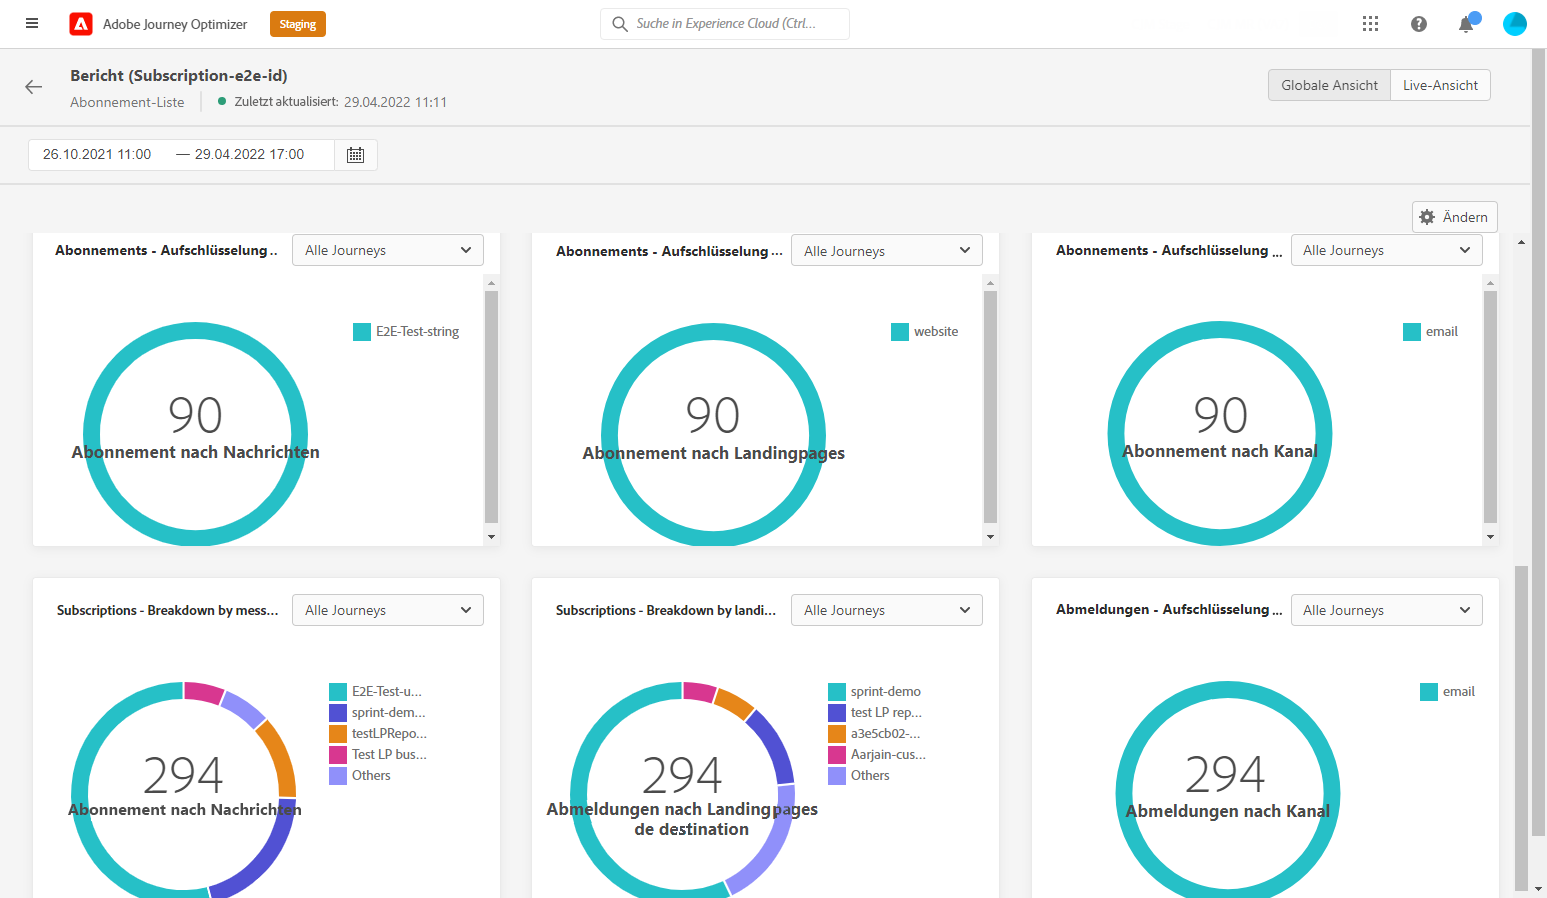 Adobe Journey Optimizer
Staging
Suche in Experience Cloud (Ctrl...
Bericht (Subscription-e2e-id)
Abonnement-Liste
Zuletzt aktualisiert: 29.04.2022 11:11
Globale Ansicht
Live-Ansicht
26.10.2021 11:00 — 29.04.2022 17:00
Ändern
Abonnements - Aufschlüsselung ..
Alle Journeys
E2E-Test-string
90
Abonnement nach Nachrichten
Abonnements - Aufschlüsselung ...
Alle Journeys
website
90
Abonnement nach Landingpages
Abonnements - Aufschlüsselung ...
Alle Journeys
email
90
Abonnement nach Kanal
Subscriptions - Breakdown by mess...
Alle Journeys
E2E-Test-u...
sprint-dem...
testLPRepo...
Test LP bus...
Others
294
Abonnement nach Nachrichten
Subscriptions - Breakdown by landi...
Alle Journeys
sprint-demo
test LP rep...
a3e5cb02-...
Aarjain-cus...
Others
294
Abmeldungen nach Landingpages
de destination
Abmeldungen - Aufschlüsselung ...
Alle Journeys
email
294
Abmeldungen nach Kanal